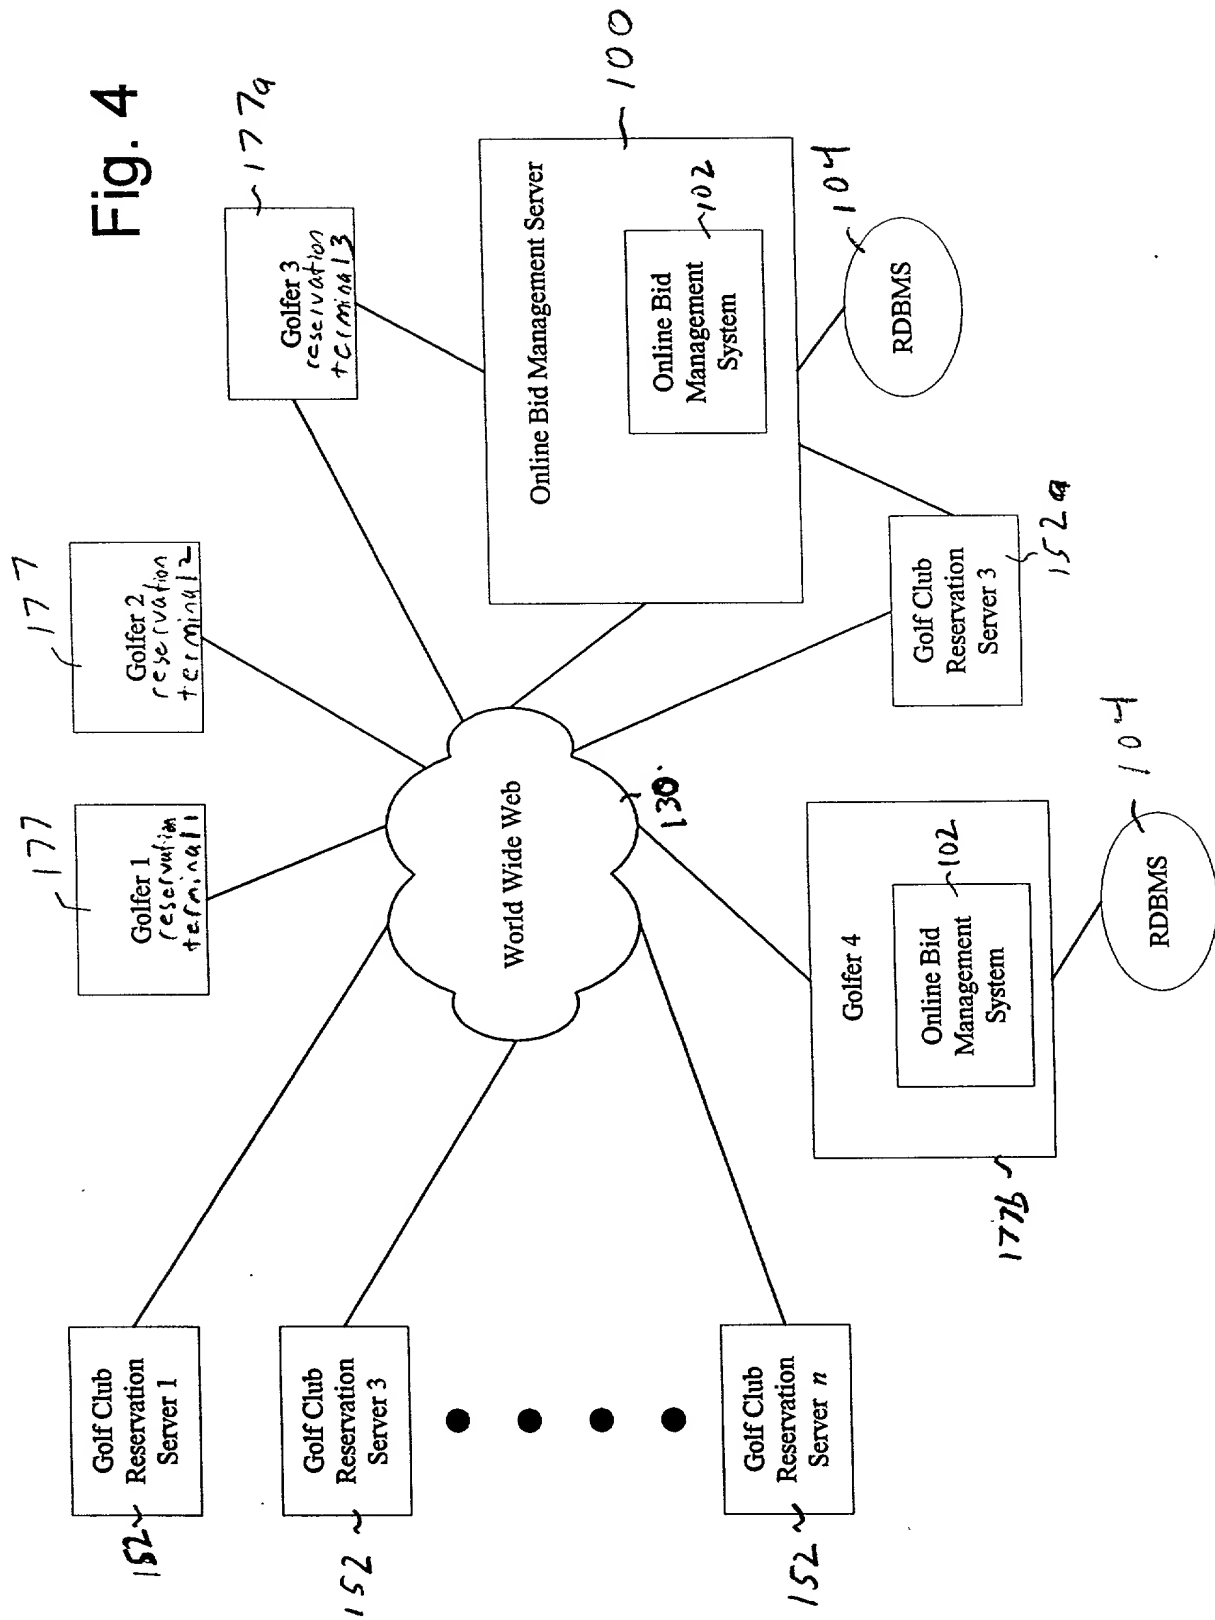 Fig. 4
177
177
177a
Golfer 1
reservation
terminal 1
Golfer 2
reservation
terminal 2
Golfer 3
reservation
terminal 3
Golf Club
Reservation
Server 1
152
Golf Club
Reservation
Server 3
152
Golf Club
Reservation
Server n
152
World Wide Web
130
Online Bid Management Server
100
Online Bid
Management
System
102
RDBMS
104
Golf Club
Reservation
Server 3
152a
Golfer 4
Online Bid
Management
System
102
177b
RDBMS
104